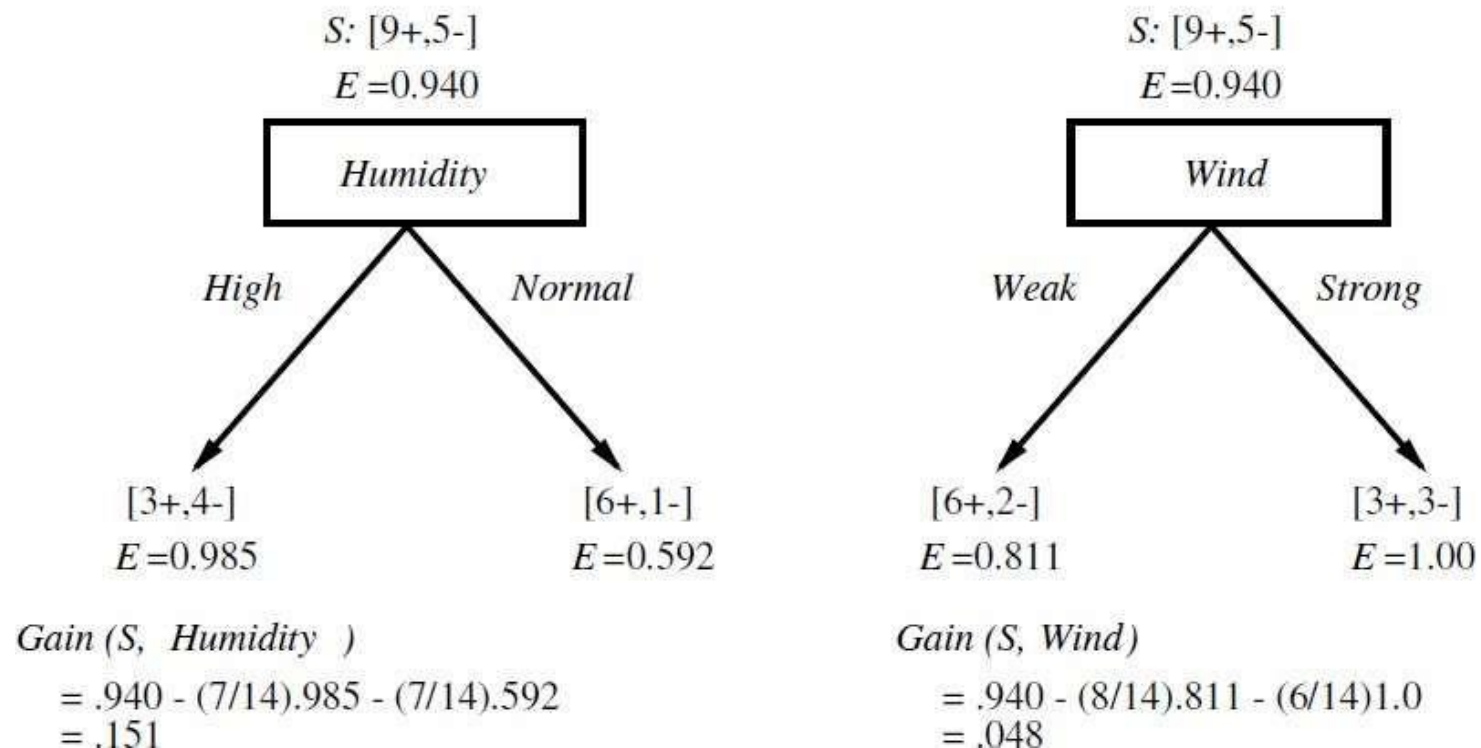 S: [9+,5-]
E =0.940
Humidity
High
Normal
[3+,4-]
E =0.985
[6+,1-]
E =0.592
Gain (S, Humidity )
= .940 - (7/14).985 - (7/14).592
= .151
S: [9+,5-]
E =0.940
Wind
Weak
Strong
[6+,2-]
E =0.811
[3+,3-]
E =1.00
Gain (S, Wind)
= .940 - (8/14).811 - (6/14)1.0
= .048